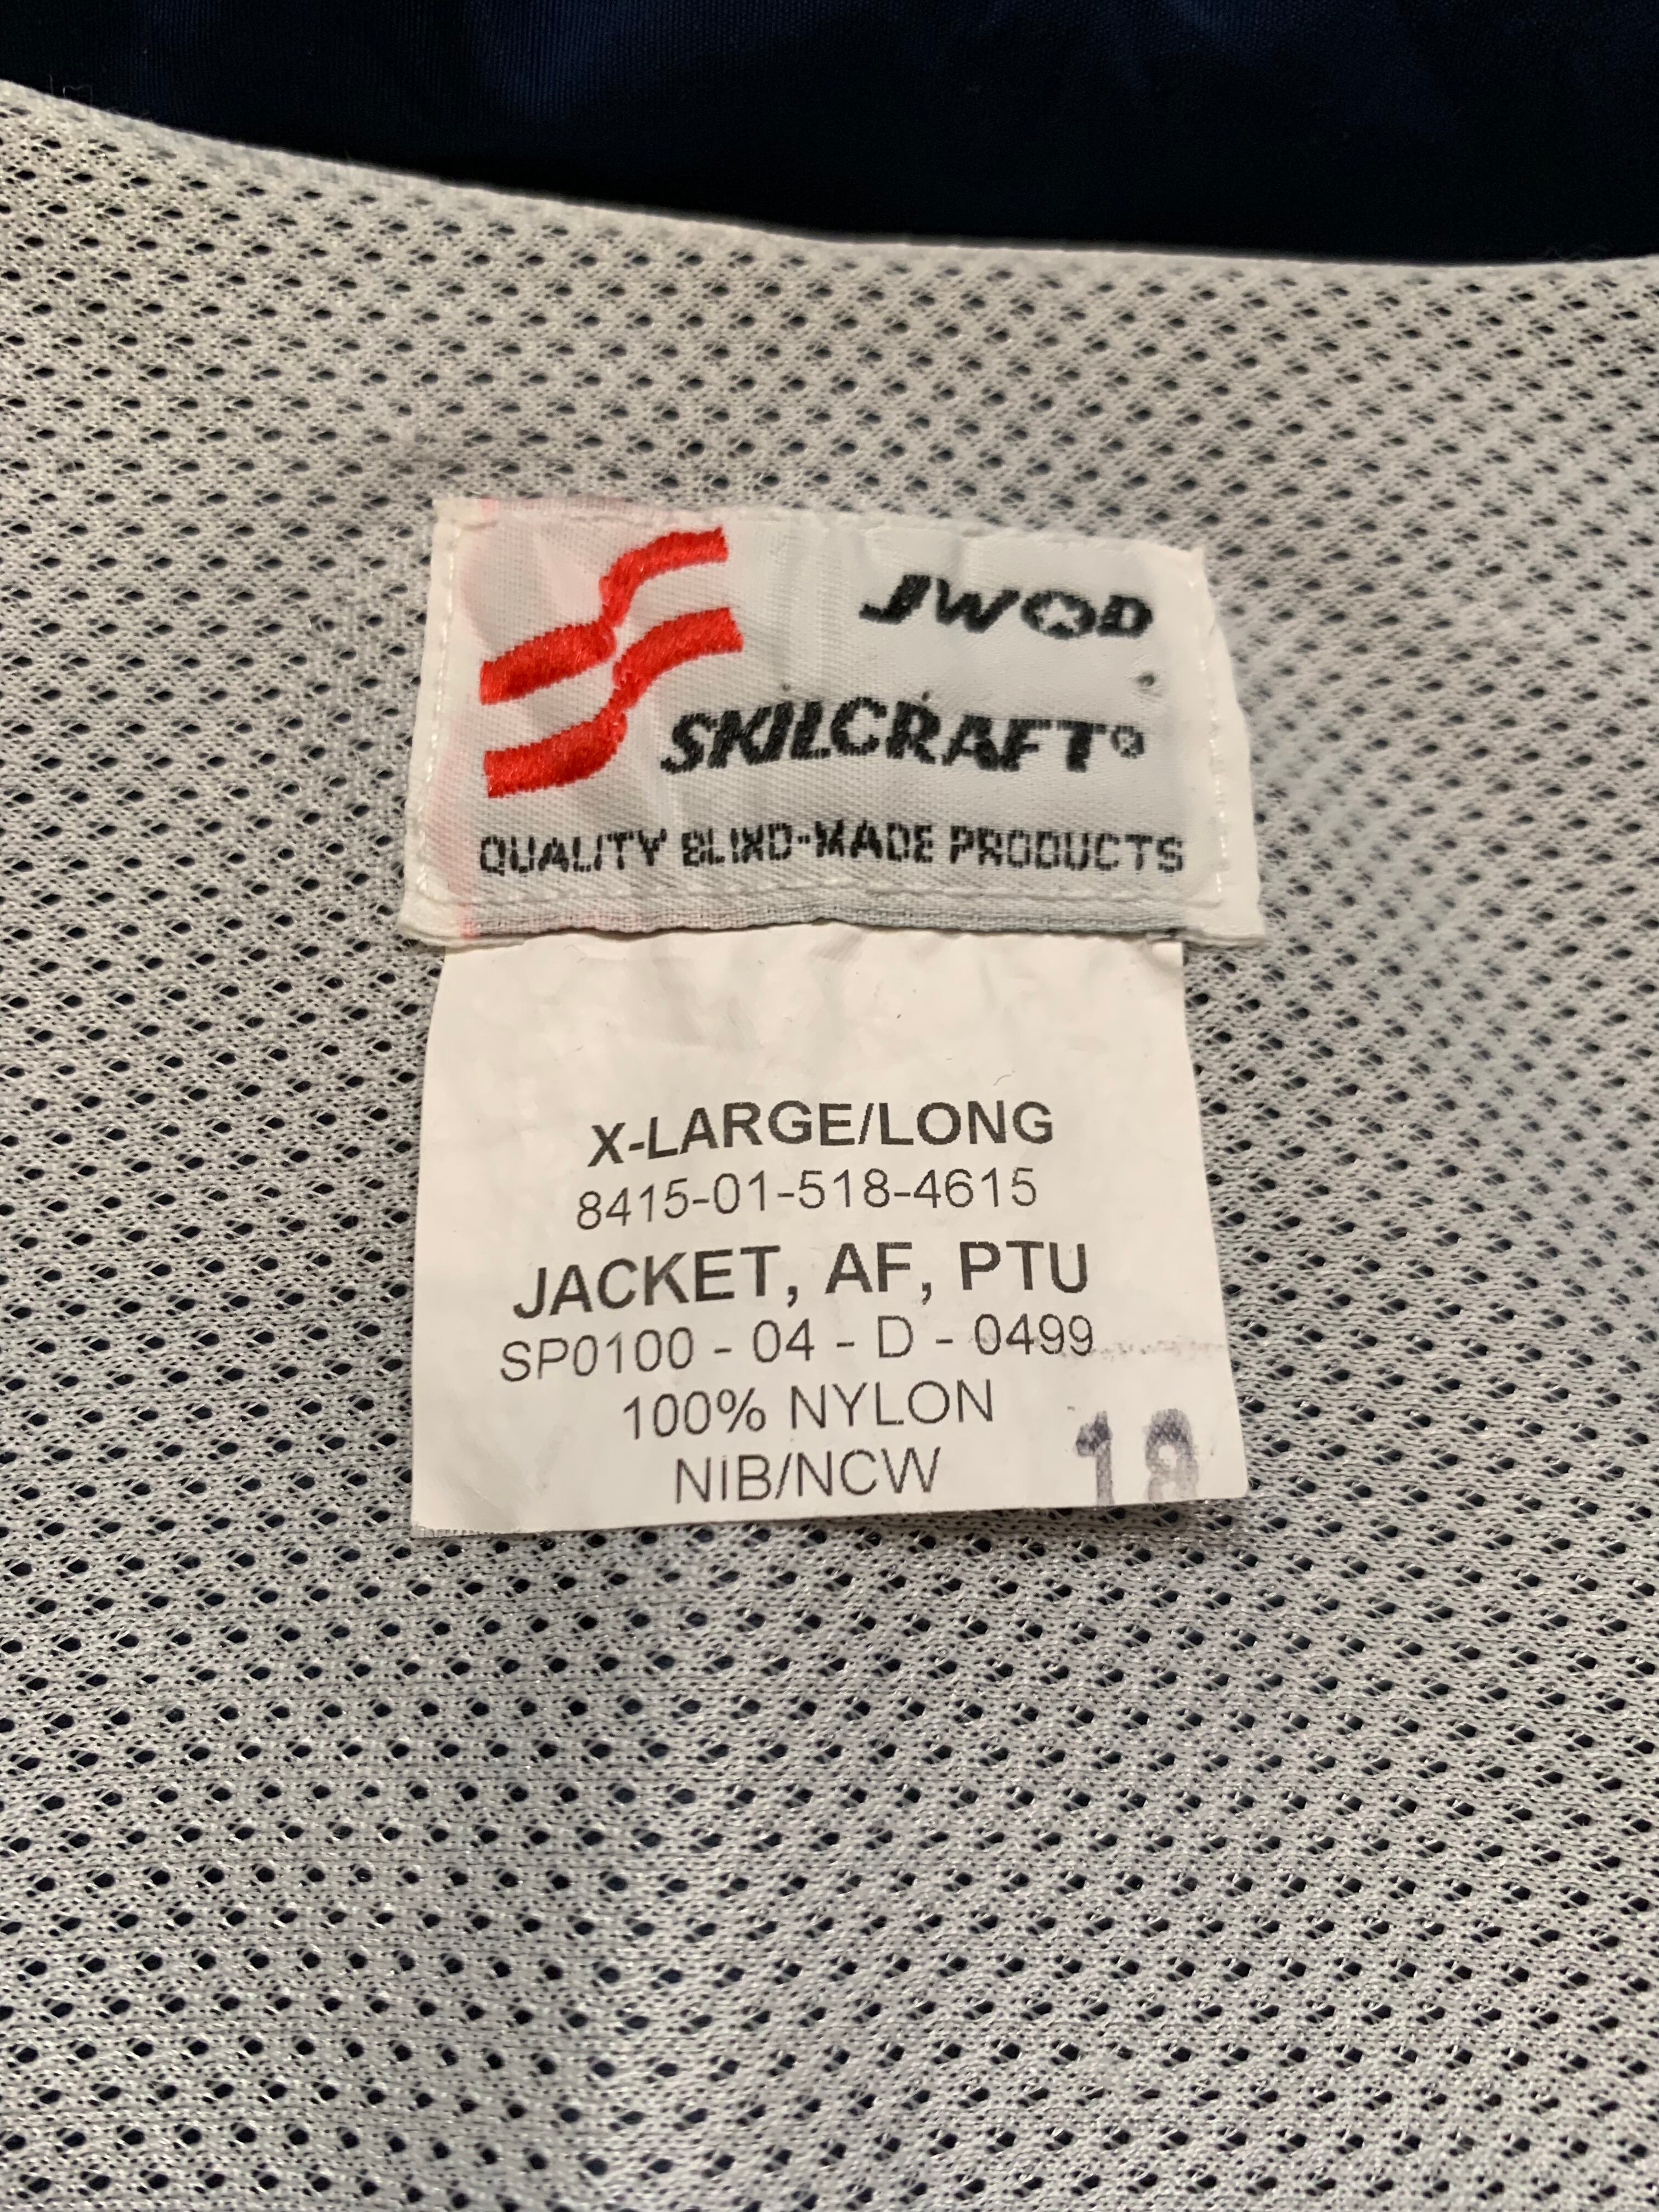 JWOD
SKILCRAFT®
QUALITY BLIND-MADE PRODUCTS
X-LARGE/LONG
8415-01-518-4615
JACKET, AF, PTU
SP0100 - 04 - D - 0499
100% NYLON
NIB/NCW
18